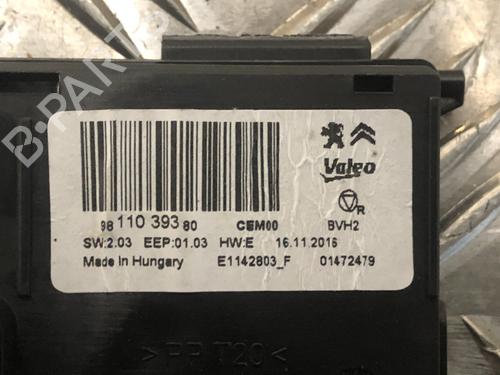 B-PARTS
Valeo
R
98 110 393 80 CEM00 BVH2
SW:2.03 EEP:01.03 HW:E 16.11.2016
Made in Hungary E1142803_F 01472479
>PP T20<